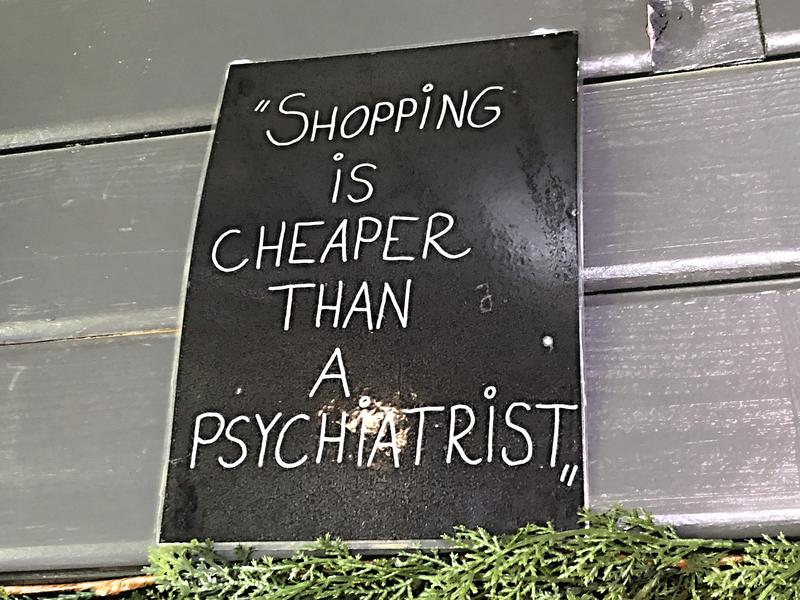 "SHOPPiNG
iS
CHEAPER
THAN
A
PSYCHiATRiST„